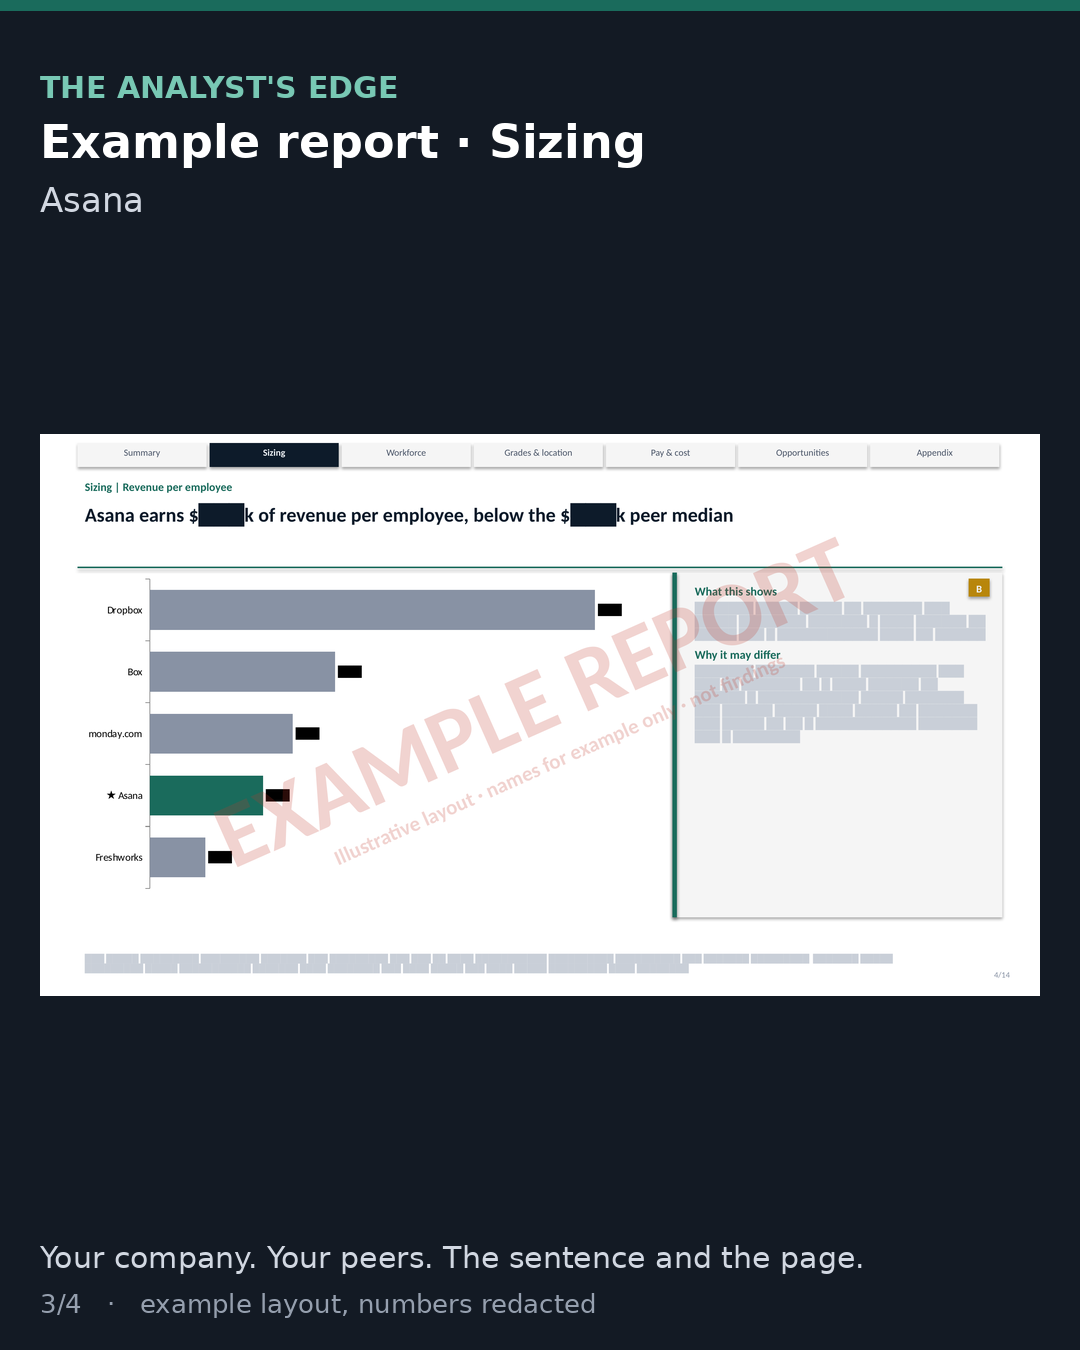 THE ANALYST'S EDGE
Example report · Sizing
Asana
Summary
Sizing
Workforce
Grades & location
Pay & cost
Opportunities
Appendix
Sizing | Revenue per employee
Asana earns $ k of revenue per employee, below the $ k peer median
Dropbox
Box
monday.com
★ Asana
Freshworks
What this shows
B
Why it may differ
EXAMPLE REPORT
Illustrative layout · names for example only · not findings
4/14
Your company. Your peers. The sentence and the page.
3/4 · example layout, numbers redacted